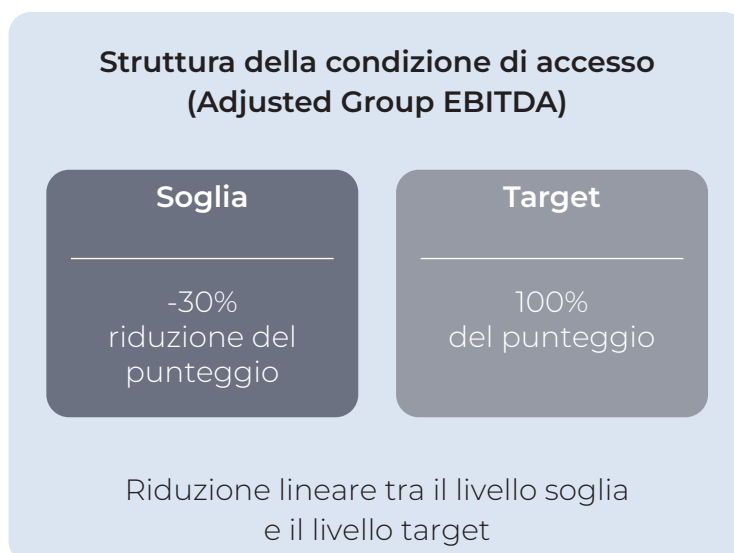 Struttura della condizione di accesso
(Adjusted Group EBITDA)
Soglia
-30%
riduzione del
punteggio
Target
100%
del punteggio
Riduzione lineare tra il livello soglia
e il livello target